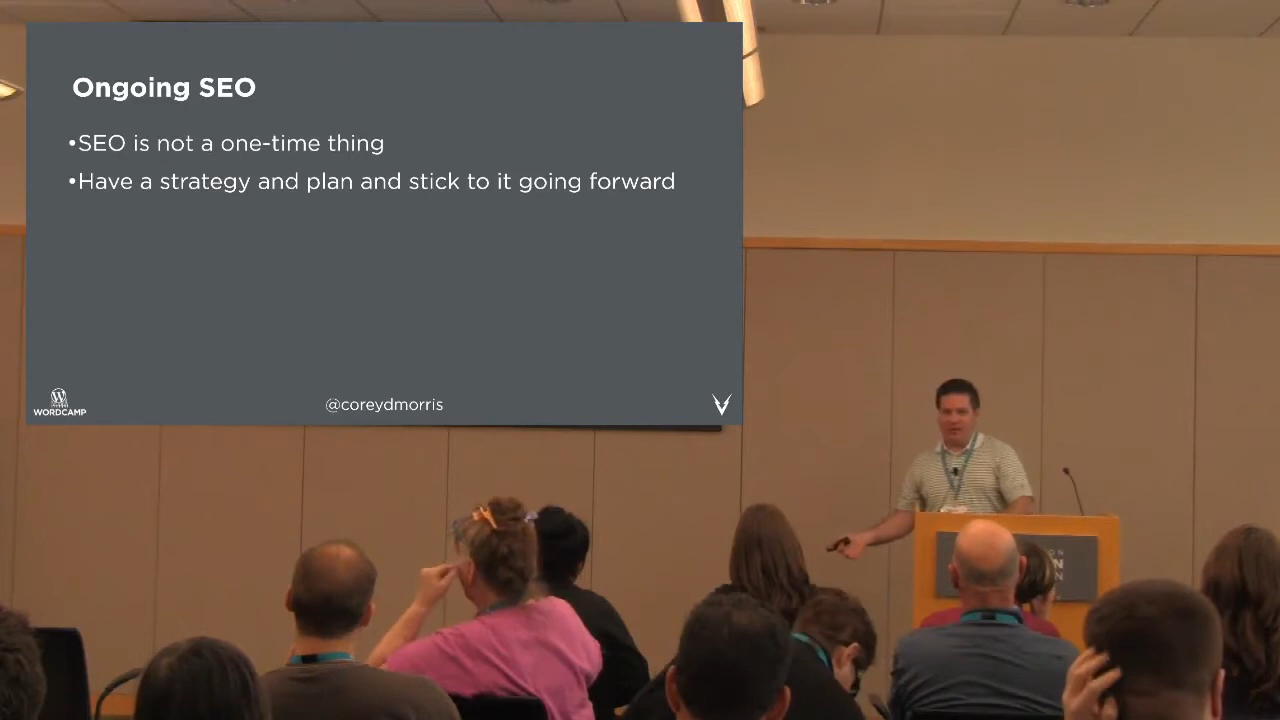 Ongoing SEO
•SEO is not a one-time thing
•Have a strategy and plan and stick to it going forward
WORDCAMP
@coreydmorris